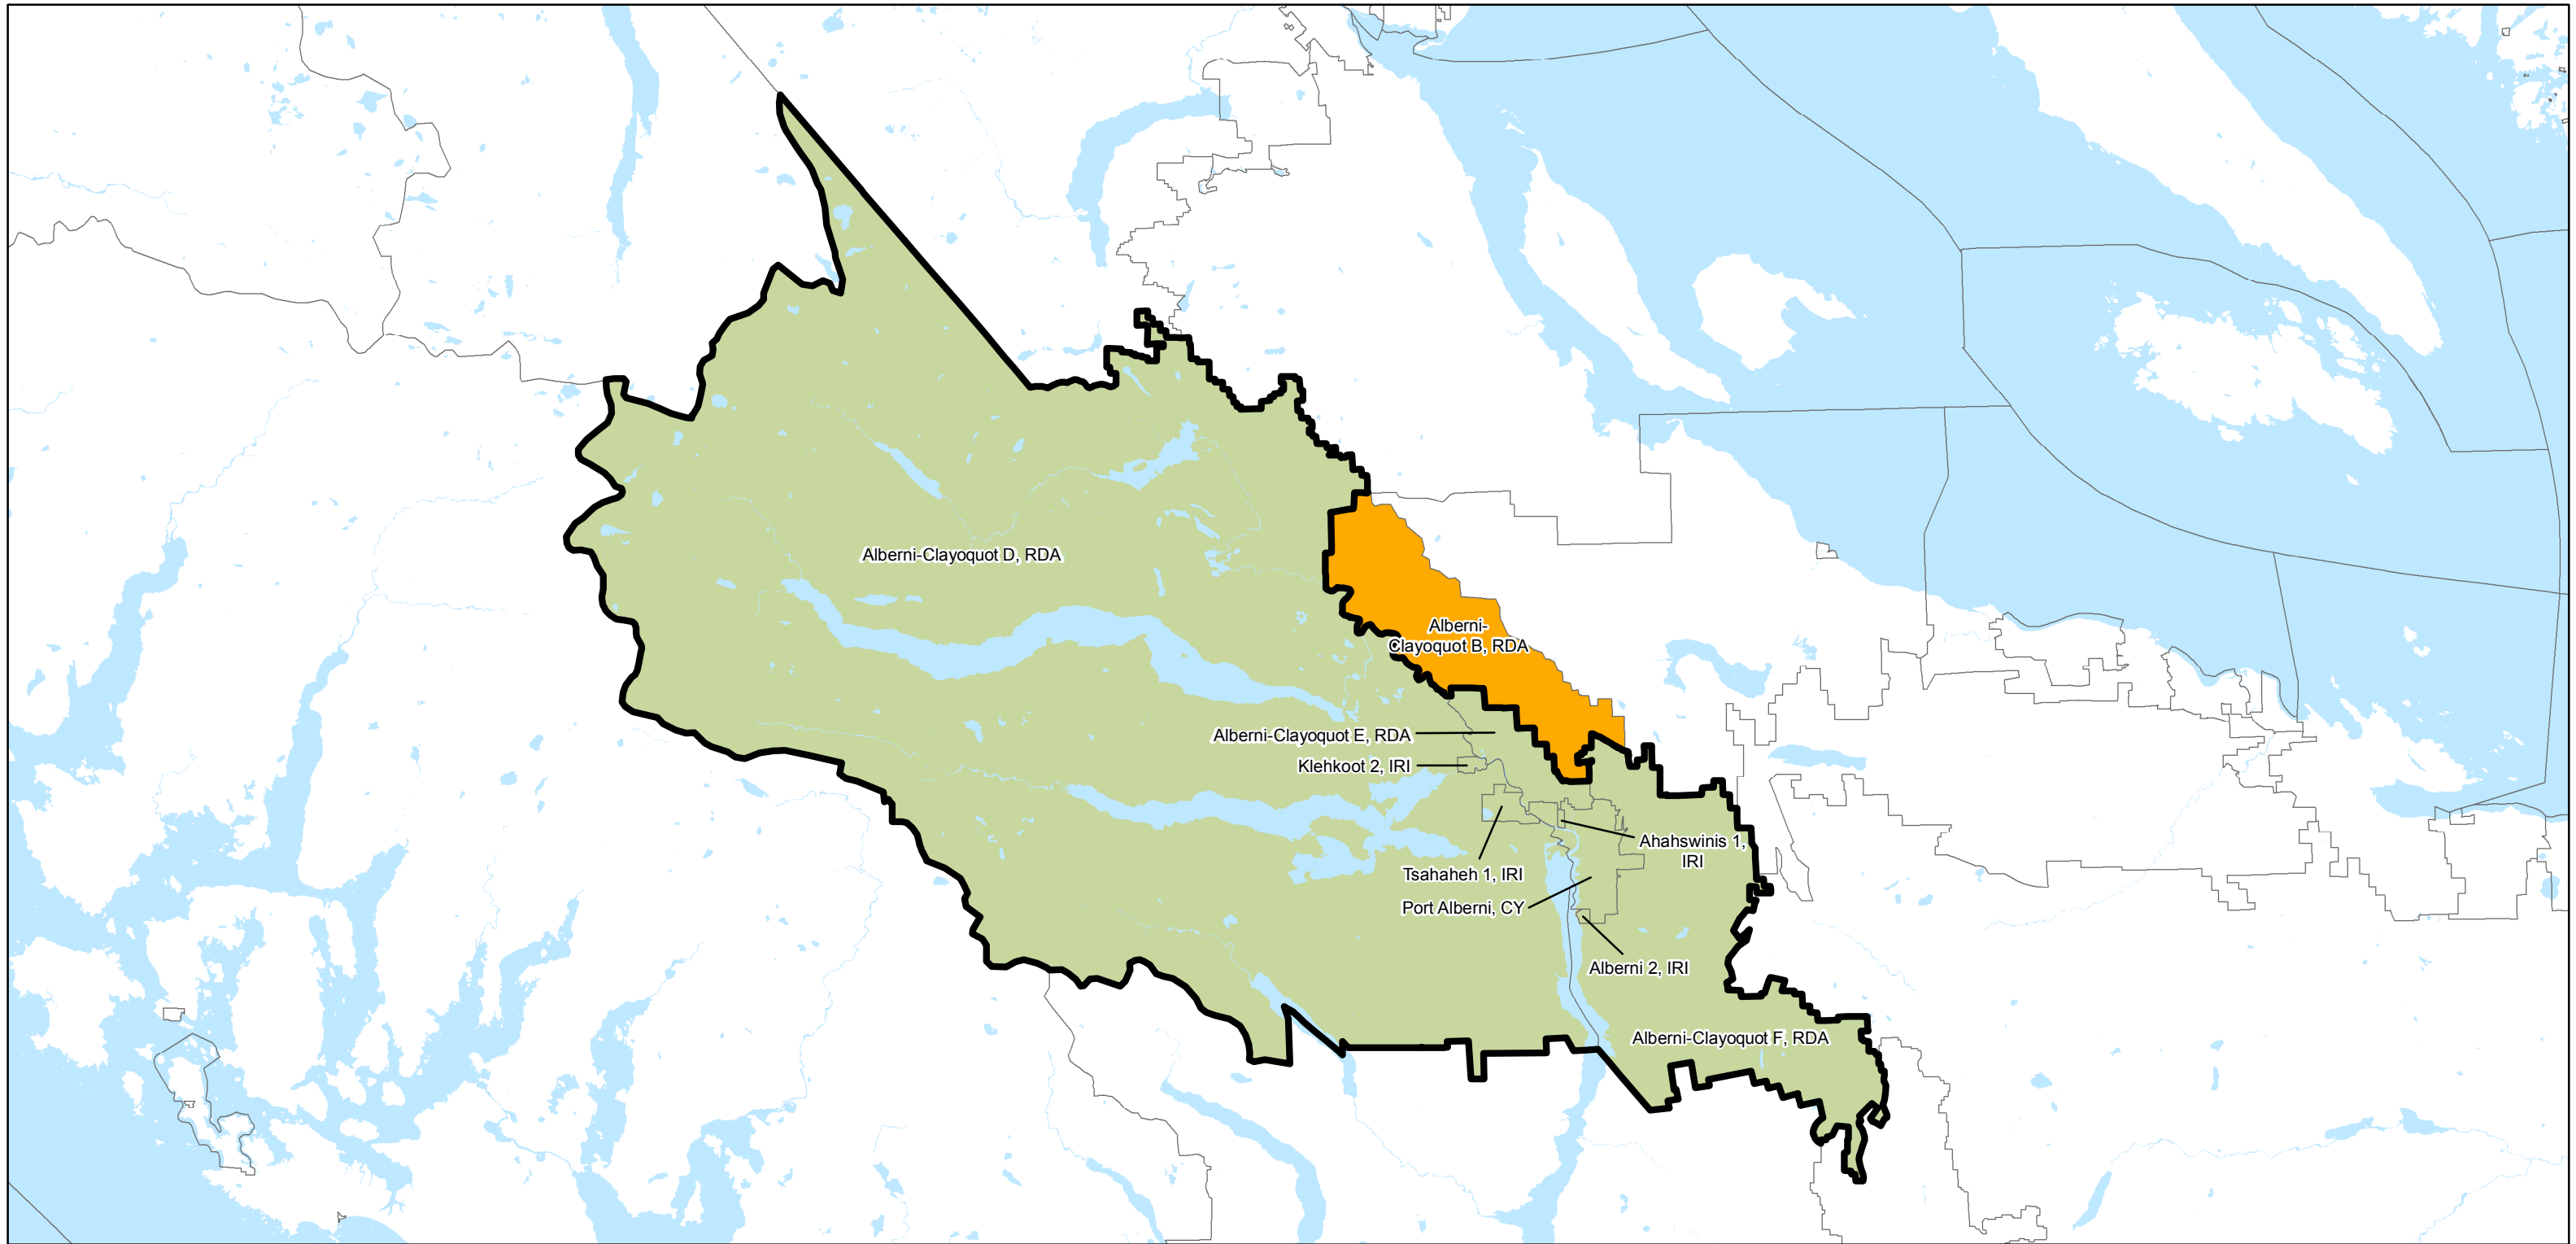 Alberni-Clayoquot D, RDA
Alberni-
Clayoquot B, RDA
Alberni-Clayoquot E, RDA
Klehkoot 2, IRI
Ahahswinis 1,
IRI
Tsahaheh 1, IRI
Port Alberni, CY
Alberni 2, IRI
Alberni-Clayoquot F, RDA